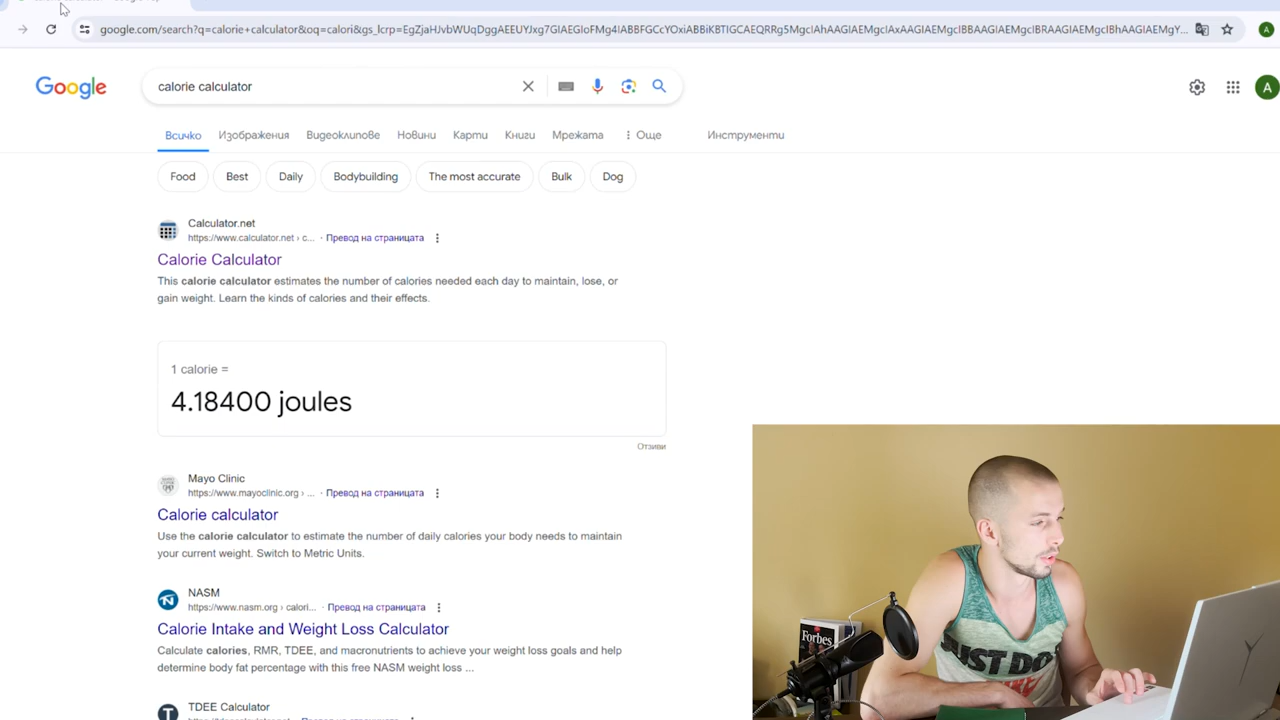 google.com/search?q=calorie+calculator&oq=calori&gs_lcrp=EgZjaHJvbWUqDggAEEUYJxg7GIAEGIoFMg4IABBFGCcYOxiABBiKBTIGCAEQRRg5MgcIAhAAGIAEMgcIAxAAGIAEMgcIBBAAGIAEMgcIBRAAGIAEMgcIBhAAGIAEMgY...
A
Google
calorie calculator
A
Всичко Изображения Видеоклипове Новини Карти Книги Мрежата Още Инструменти
Food Best Daily Bodybuilding The most accurate Bulk Dog
Calculator.net
https://www.calculator.net › c... · Превод на страницата
Calorie Calculator
This calorie calculator estimates the number of calories needed each day to maintain, lose, or
gain weight. Learn the kinds of calories and their effects.
1 calorie =
4.18400 joules
Отзиви
Mayo Clinic
https://www.mayoclinic.org › ... · Превод на страницата
Calorie calculator
Use the calorie calculator to estimate the number of daily calories your body needs to maintain
your current weight. Switch to Metric Units.
NASM
https://www.nasm.org › calori... · Превод на страницата
Calorie Intake and Weight Loss Calculator
Calculate calories, RMR, TDEE, and macronutrients to achieve your weight loss goals and help
determine body fat percentage with this free NASM weight loss ...
TDEE Calculator
Forbes
JUST DO